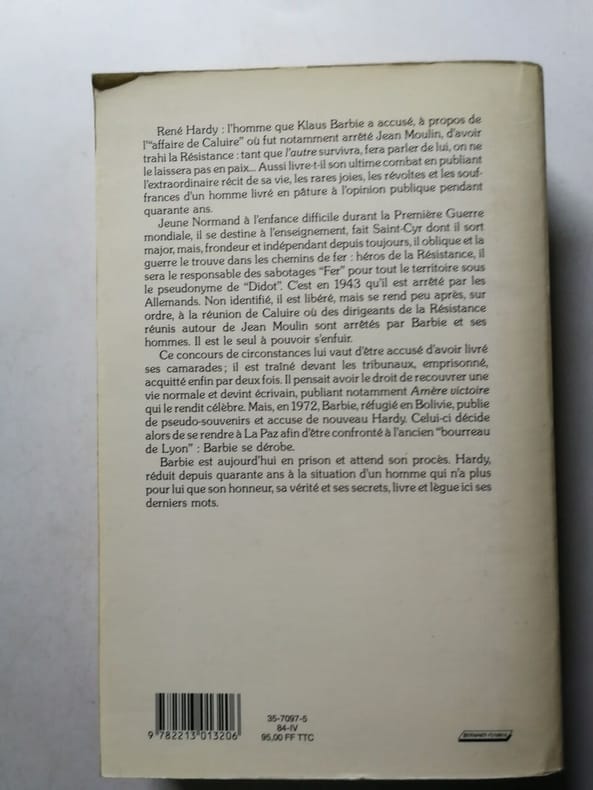 René Hardy : l'homme que Klaus Barbie a accusé, à propos de
l'"affaire de Caluire" où fut notamment arrêté Jean Moulin, d'avoir
trahi la Résistance : tant que l'autre survivra, fera parler de lui, on ne
le laissera pas en paix... Aussi livre-t-il son ultime combat en publiant
l'extraordinaire récit de sa vie, les rares joies, les révoltes et les souf-
frances d'un homme livré en pâture à l'opinion publique pendant
quarante ans.
Jeune Normand à l'enfance difficile durant la Première Guerre
mondiale, il se destine à l'enseignement, fait Saint-Cyr dont il sort
major, mais, frondeur et indépendant depuis toujours, il oblique et la
guerre le trouve dans les chemins de fer : héros de la Résistance, il
sera le responsable des sabotages "Fer" pour tout le territoire sous
le pseudonyme de "Didot". C'est en 1943 qu'il est arrêté par les
Allemands. Non identifié, il est libéré, mais se rend peu après, sur
ordre, à la réunion de Caluire où des dirigeants de la Résistance
réunis autour de Jean Moulin sont arrêtés par Barbie et ses
hommes. Il est le seul à pouvoir s'enfuir.
Ce concours de circonstances lui vaut d'être accusé d'avoir livré
ses camarades ; il est traîné devant les tribunaux, emprisonné,
acquitté enfin par deux fois. Il pensait avoir le droit de recouvrer une
vie normale et devint écrivain, publiant notamment Amère victoire
qui le rendit célèbre. Mais, en 1972, Barbie, réfugié en Bolivie, publie
de pseudo-souvenirs et accuse de nouveau Hardy. Celui-ci décide
alors de se rendre à La Paz afin d'être confronté à l'ancien "bourreau
de Lyon" : Barbie se dérobe.
Barbie est aujourd'hui en prison et attend son procès. Hardy,
réduit depuis quarante ans à la situation d'un homme qui n'a plus
pour lui que son honneur, sa vérité et ses secrets, livre et lègue ici ses
derniers mots.
9 782213 013206
35-7097-5
84-IV
95,00 FF TTC